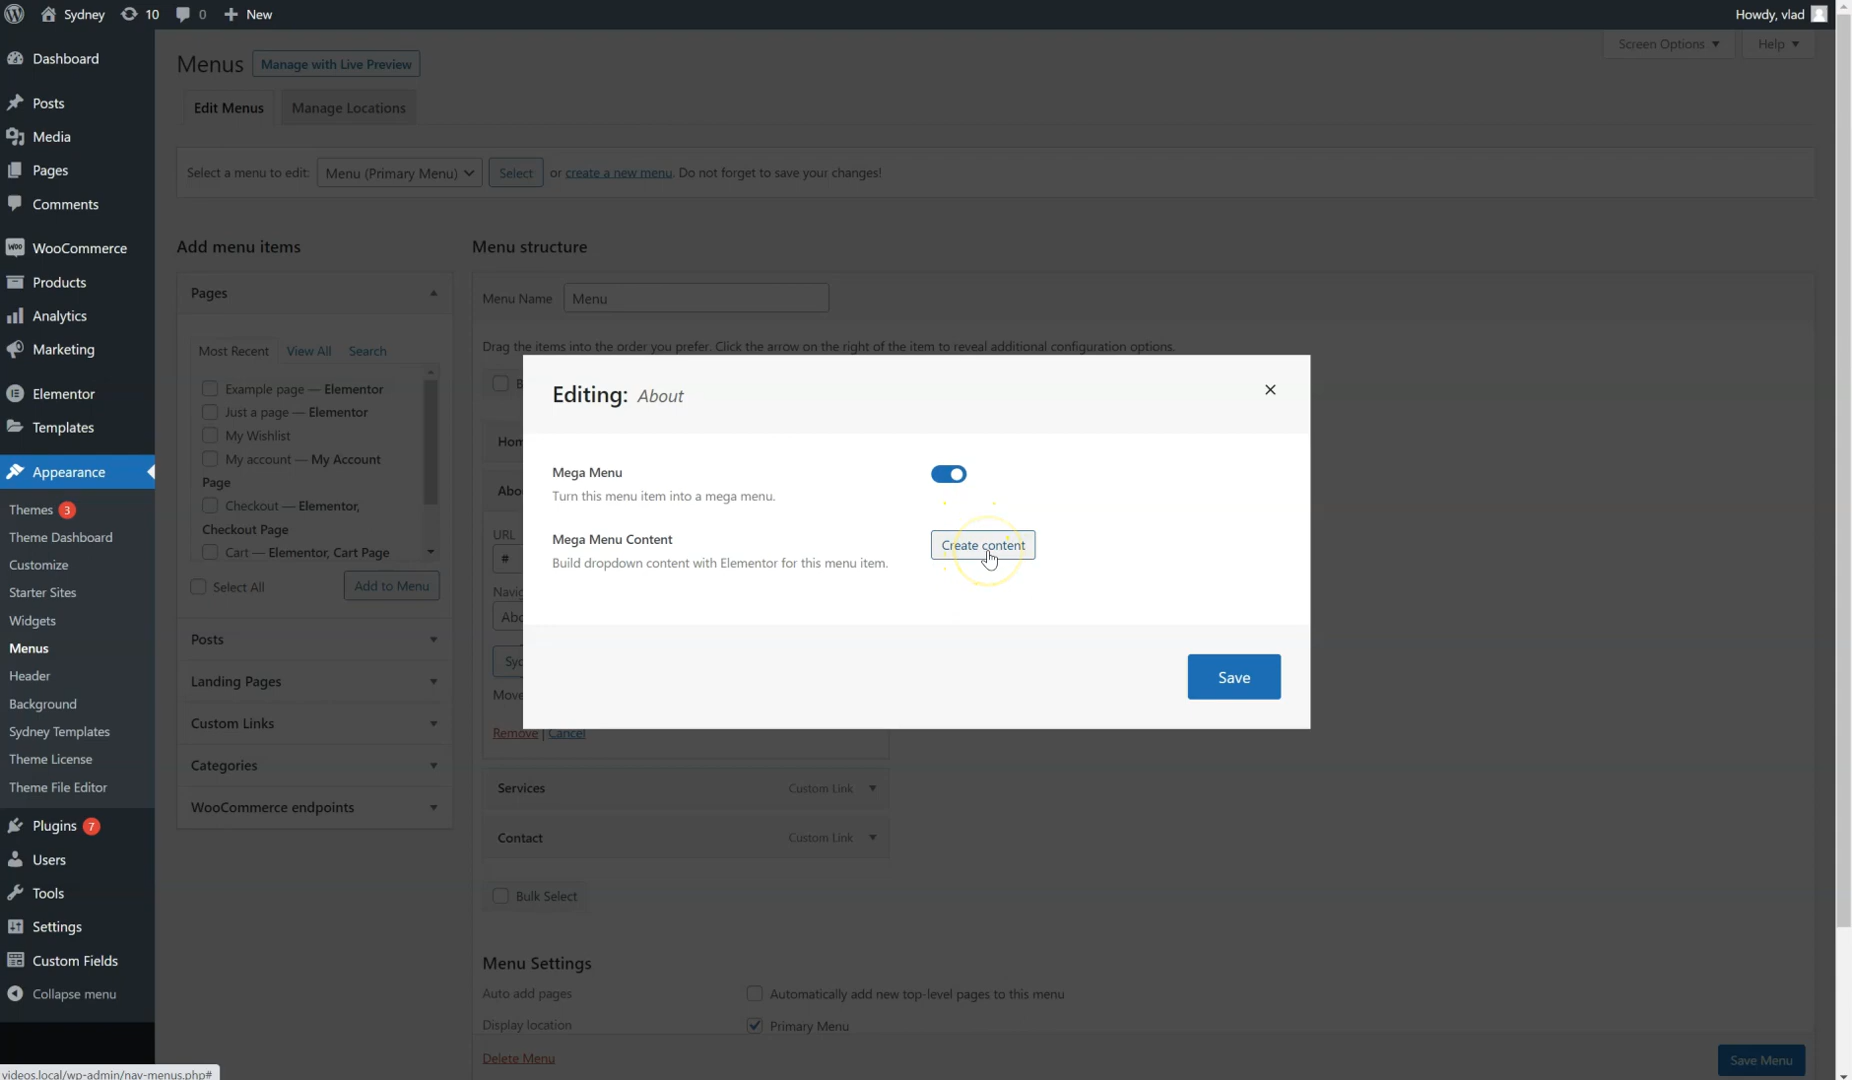 Sydney 10 0 New Howdy, vlad
Screen Options Help
Dashboard
Posts
Media
Pages
Comments
WooCommerce
Products
Analytics
Marketing
Elementor
Templates
Appearance
Themes 3
Theme Dashboard
Customize
Starter Sites
Widgets
Menus
Header
Background
Sydney Templates
Theme License
Theme File Editor
Plugins 7
Users
Tools
Settings
Custom Fields
Collapse menu
Menus Manage with Live Preview
Edit Menus Manage Locations
Select a menu to edit: Menu (Primary Menu) Select or create a new menu. Do not forget to save your changes!
Add menu items
Pages
Most Recent View All Search
Example page — Elementor
Just a page — Elementor
My Wishlist
My account — My Account
Page
Checkout — Elementor,
Checkout Page
Cart — Elementor, Cart Page
Select All Add to Menu
Posts
Landing Pages
Custom Links
Categories
WooCommerce endpoints
Menu structure
Menu Name Menu
Drag the items into the order you prefer. Click the arrow on the right of the item to reveal additional configuration options.
Editing: About
Mega Menu
Turn this menu item into a mega menu.
Mega Menu Content
Build dropdown content with Elementor for this menu item.
Create content
Save
URL
#
Move
Remove | Cancel
Services Custom Link
Contact Custom Link
Bulk Select
Menu Settings
Auto add pages Automatically add new top-level pages to this menu
Display location Primary Menu
Delete Menu Save Menu
videos.local/wp-admin/nav-menus.php#